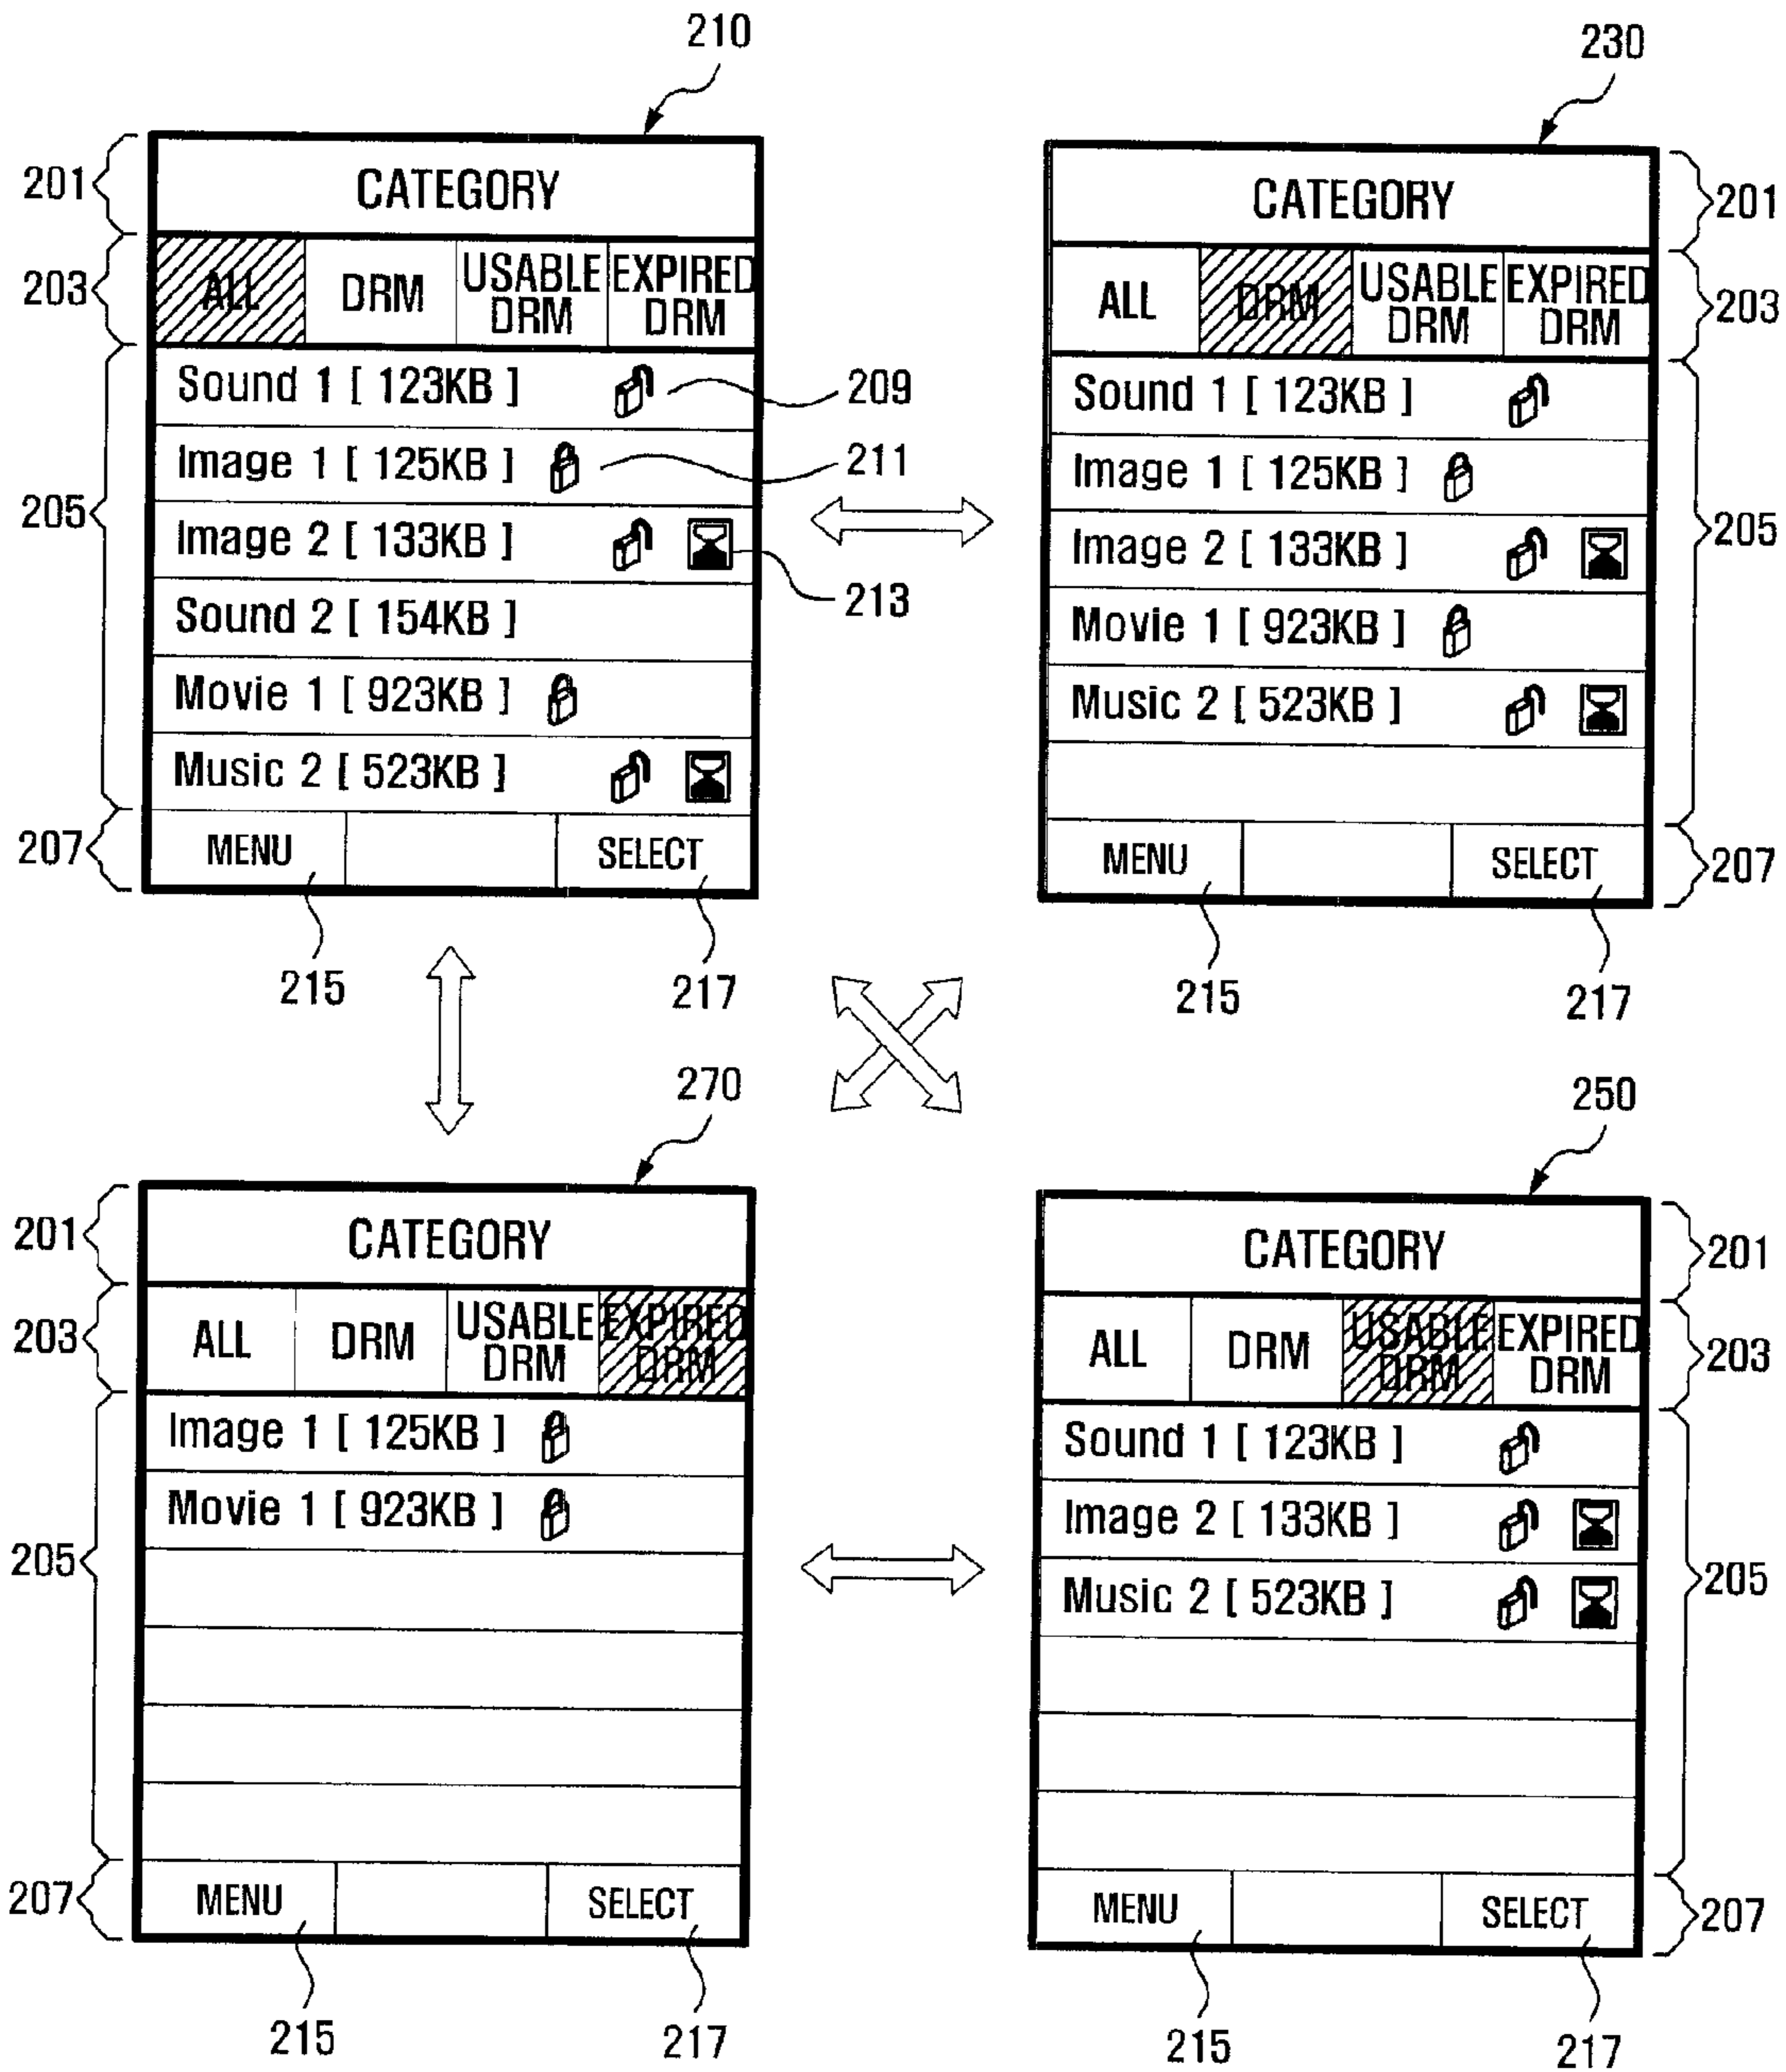 210
230
201
CATEGORY
203
ALL
DRM
USABLE
DRM
EXPIRED
DRM
205
Sound 1 [ 123KB ]
209
Image 1 [ 125KB ]
211
Image 2 [ 133KB ]
213
Sound 2 [ 154KB ]
Movie 1 [ 923KB ]
Music 2 [ 523KB ]
207
MENU
SELECT
215
217
CATEGORY
201
ALL
DRM
USABLE
DRM
EXPIRED
DRM
203
Sound 1 [ 123KB ]
Image 1 [ 125KB ]
Image 2 [ 133KB ]
205
Movie 1 [ 923KB ]
Music 2 [ 523KB ]
MENU
SELECT
207
215
217
270
250
201
CATEGORY
203
ALL
DRM
USABLE
DRM
EXPIRED
DRM
Image 1 [ 125KB ]
Movie 1 [ 923KB ]
205
207
MENU
SELECT
215
217
CATEGORY
201
ALL
DRM
USABLE
DRM
EXPIRED
DRM
203
Sound 1 [ 123KB ]
Image 2 [ 133KB ]
Music 2 [ 523KB ]
205
MENU
SELECT
207
215
217